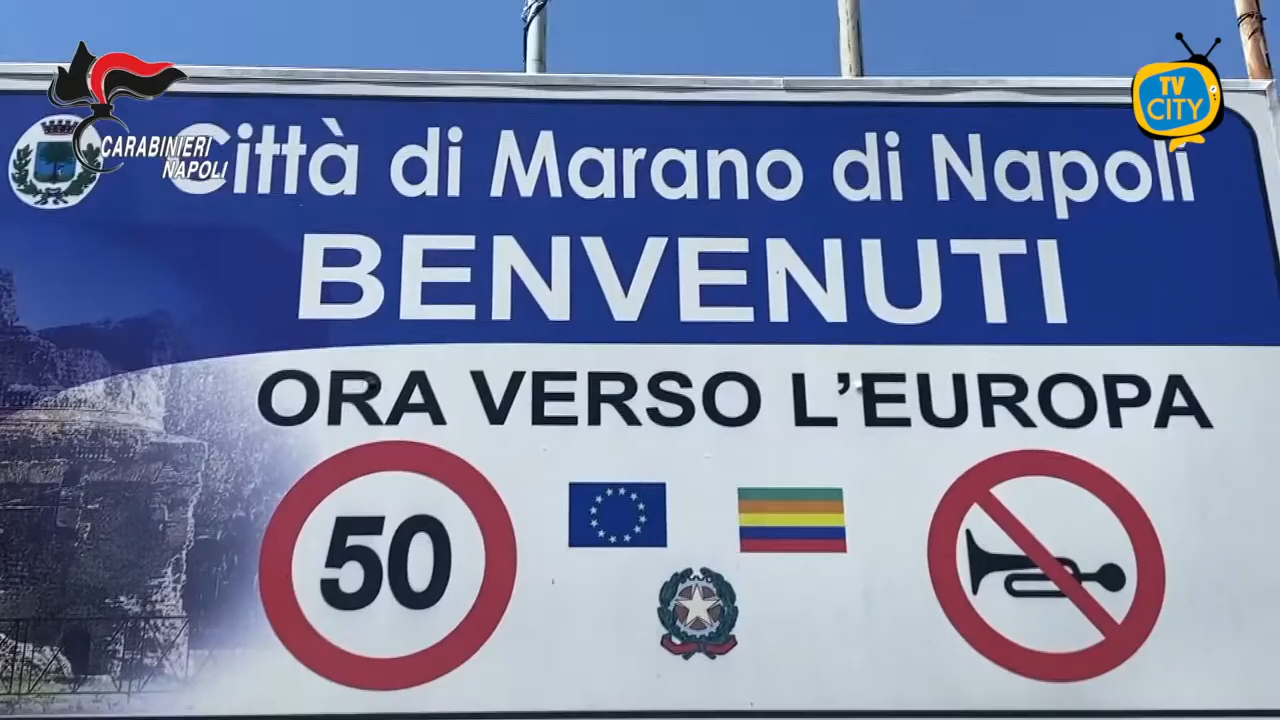 TV
CITY
CARABINIERI
NAPOLI
Città di Marano di Napoli
BENVENUTI
ORA VERSO L'EUROPA
50